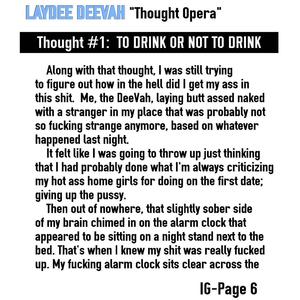 LAYDEE DEEVAH "Thought Opera"
Thought #1: TO DRINK OR NOT TO DRINK
Along with that thought, I was still trying
to figure out how in the hell did I get my ass in
this shit. Me, the DeeVah, laying butt assed naked
with a stranger in my place that was probably not
so fucking strange anymore, based on whatever
happened last night.
It felt like I was going to throw up just thinking
that I had probably done what I'm always criticizing
my hot ass home girls for doing on the first date;
giving up the pussy.
Then out of nowhere, that slightly sober side
of my brain chimed in on the alarm clock that
appeared to be sitting on a night stand next to the
bed. That's when I knew my shit was really fucked
up. My fucking alarm clock sits clear across the
IG-Page 6